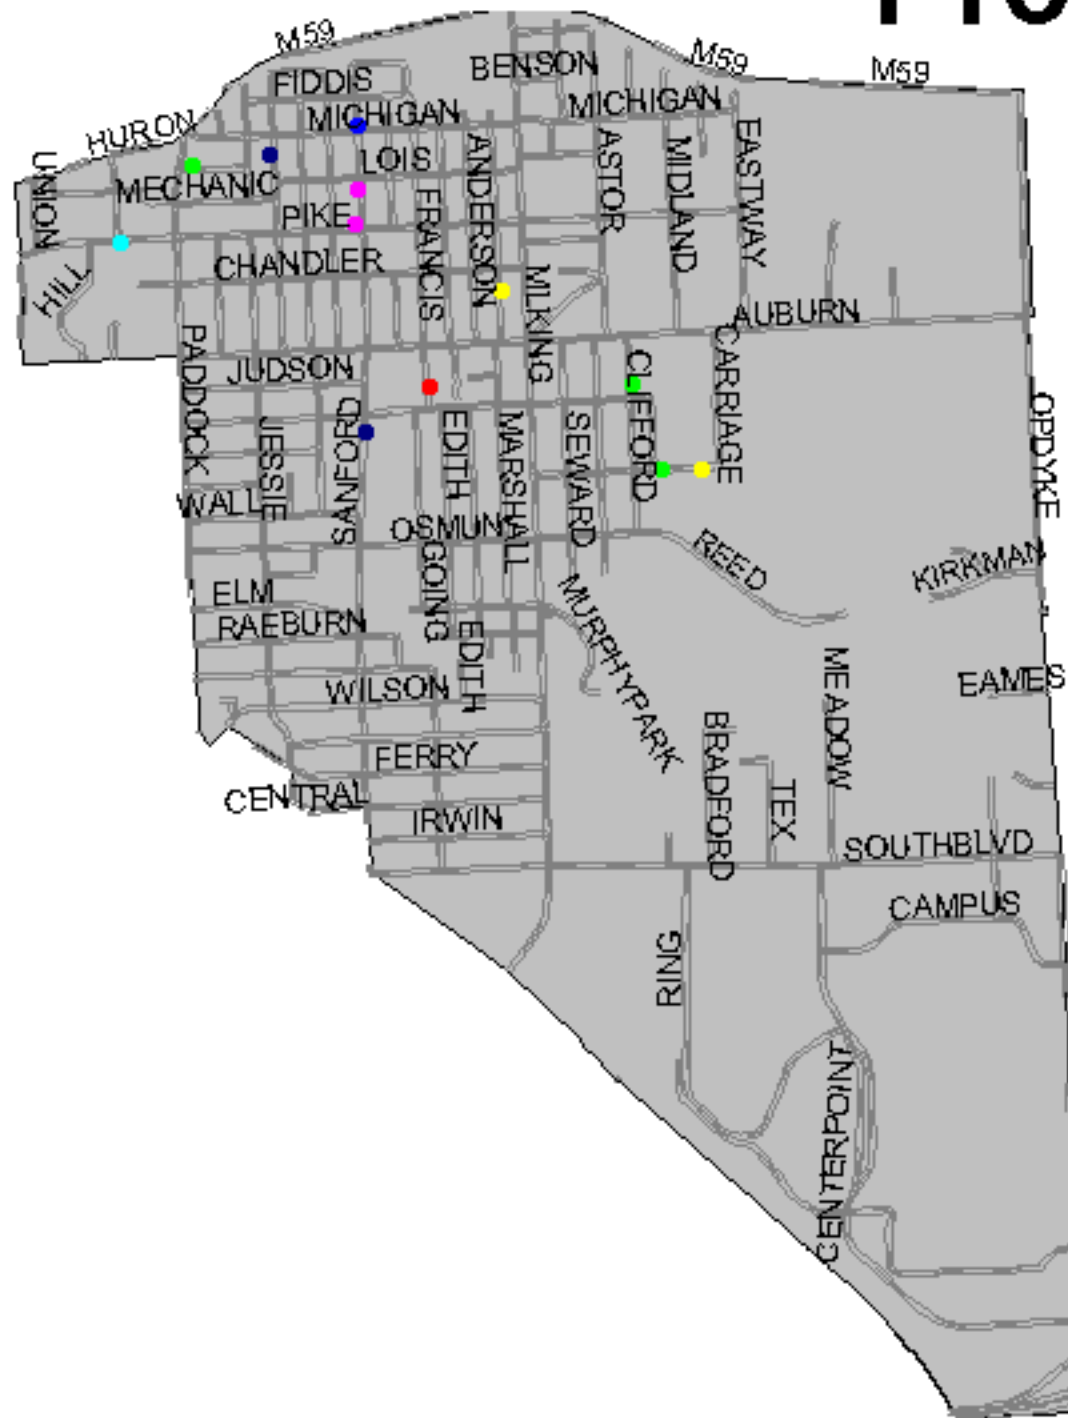 M59
M59
M59
FIDDIS
BENSON
MICHIGAN
MICHIGAN
HURON
EASTWAY
LOIS
ANDERSON
ASTOR
MIDLAND
UNION
MECHANIC
FRANCIS
PIKE
CHANDLER
HILL
MLKING
AUBURN
PADDOCK
JUDSON
CARRIAGE
CLIFFORD
SANFORD
JESSIE
EDITH
MARSHALL
SEWARD
OPDYKE
WALL
OSMUN
REED
KIRKMAN
GOING
ELM
RAEBURN
MURPHYPARK
EDITH
MEADOW
EAMES
WILSON
BRADFORD
FERRY
TEX
CENTRAL
IRWIN
SOUTHBLVD
CAMPUS
RING
CENTERPOINT